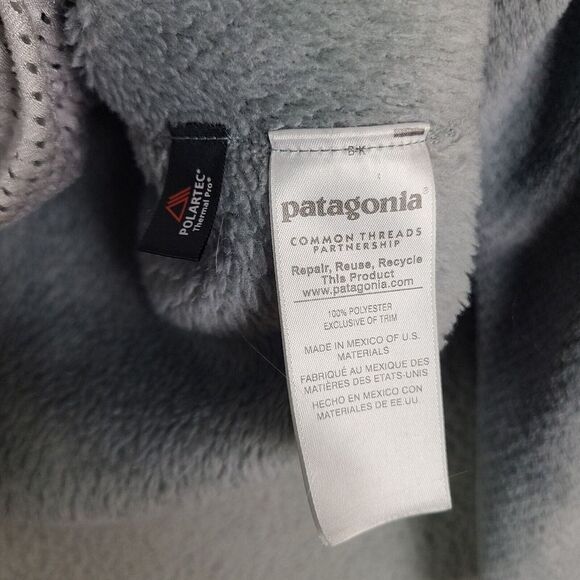 POLARTEC®
Thermal Pro®
patagonia®
COMMON THREADS
PARTNERSHIP
Repair, Reuse, Recycle
This Product
www.patagonia.com
100% POLYESTER
EXCLUSIVE OF TRIM
MADE IN MEXICO OF U.S.
MATERIALS
FABRIQUÉ AU MEXIQUE DES
MATIÈRES DES ETATS-UNIS
HECHO EN MEXICO CON
MATERIALES DE EE.UU.